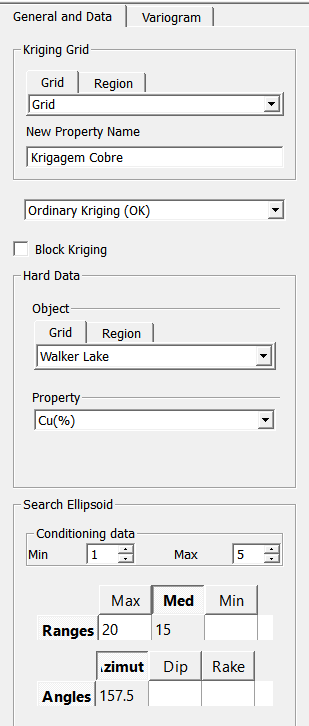 General and Data Variogram
Kriging Grid
Grid Region
Grid
New Property Name
Krigagem Cobre
Ordinary Kriging (OK)
Block Kriging
Hard Data
Object
Grid Region
Walker Lake
Property
Cu(%)
Search Ellipsoid
Conditioning data
Min 1 Max 5
Max Med Min
Ranges 20 15
Azimut Dip Rake
Angles 157.5